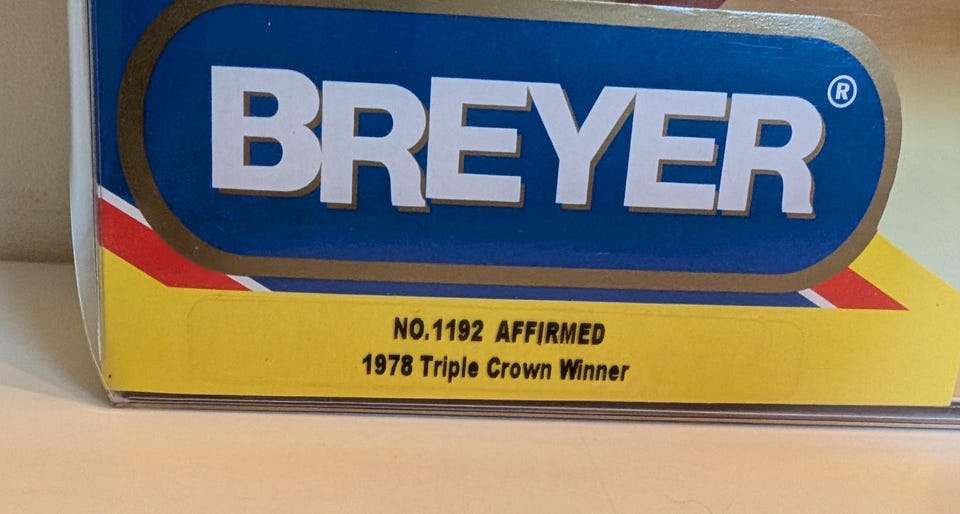 BREYER®
NO.1192 AFFIRMED
1978 Triple Crown Winner